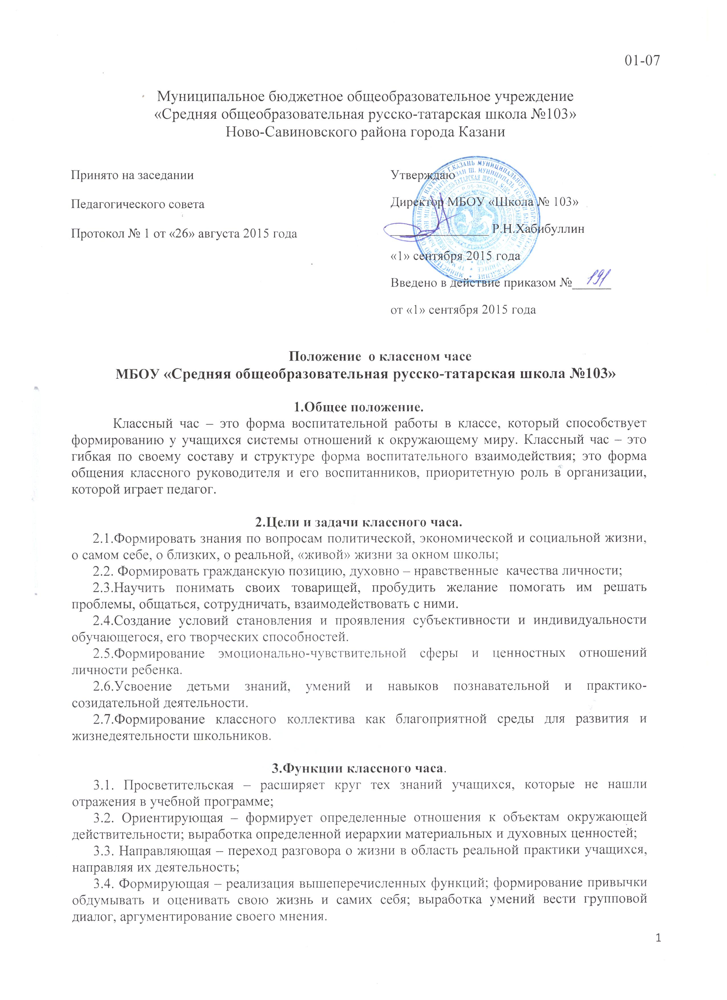 01-07
Муниципальное бюджетное общеобразовательное учреждение
«Средняя общеобразовательная русско-татарская школа №103»
Ново-Савиновского района города Казани
Принято на заседании
Педагогического совета
Протокол № 1 от «26» августа 2015 года
Утверждаю
Директор МБОУ «Школа № 103»
Р.Н.Хабибуллин
«1» сентября 2015 года
Введено в действие приказом № 191
от «1» сентября 2015 года
Положение о классном часе
МБОУ «Средняя общеобразовательная русско-татарская школа №103»
1.Общее положение.
Классный час – это форма воспитательной работы в классе, который способствует
формированию у учащихся системы отношений к окружающему миру. Классный час – это
гибкая по своему составу и структуре форма воспитательного взаимодействия; это форма
общения классного руководителя и его воспитанников, приоритетную роль в организации,
которой играет педагог.
2.Цели и задачи классного часа.
2.1.Формировать знания по вопросам политической, экономической и социальной жизни,
о самом себе, о близких, о реальной, «живой» жизни за окном школы;
2.2. Формировать гражданскую позицию, духовно – нравственные качества личности;
2.3.Научить понимать своих товарищей, пробудить желание помогать им решать
проблемы, общаться, сотрудничать, взаимодействовать с ними.
2.4.Создание условий становления и проявления субъективности и индивидуальности
обучающегося, его творческих способностей.
2.5.Формирование эмоционально-чувствительной сферы и ценностных отношений
личности ребенка.
2.6.Усвоение детьми знаний, умений и навыков познавательной и практико-
созидательной деятельности.
2.7.Формирование классного коллектива как благоприятной среды для развития и
жизнедеятельности школьников.
3.Функции классного часа.
3.1. Просветительская – расширяет круг тех знаний учащихся, которые не нашли
отражения в учебной программе;
3.2. Ориентирующая – формирует определенные отношения к объектам окружающей
действительности; выработка определенной иерархии материальных и духовных ценностей;
3.3. Направляющая – переход разговора о жизни в область реальной практики учащихся,
направляя их деятельность;
3.4. Формирующая – реализация вышеперечисленных функций; формирование привычки
обдумывать и оценивать свою жизнь и самих себя; выработка умений вести групповой
диалог, аргументирование своего мнения.
1